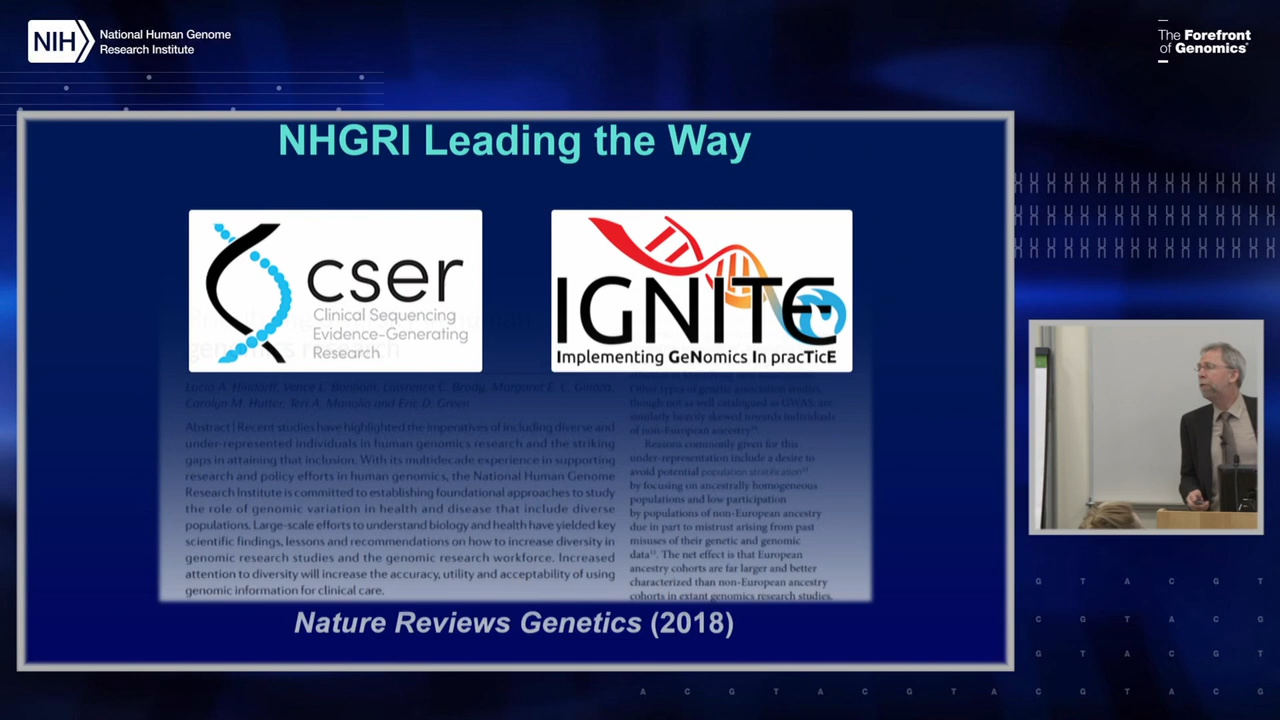 NIH
National Human Genome
Research Institute
The Forefront
of Genomics
NHGRI Leading the Way
cser
Clinical Sequencing
Evidence-Generating
Research
IGNITE
Implementing GeNomics In pracTicE
Lucia A. Hindorff, Vence L. Bonham, Lawrence C. Brody, Margaret E. C. Ginoza,
Carolyn M. Hutter, Teri A. Manolio and Eric D. Green
Abstract | Recent studies have highlighted the imperatives of including diverse and
under-represented individuals in human genomics research and the striking
gaps in attaining that inclusion. With its multidecade experience in supporting
research and policy efforts in human genomics, the National Human Genome
Research Institute is committed to establishing foundational approaches to study
the role of genomic variation in health and disease that include diverse
populations. Large-scale efforts to understand biology and health have yielded key
scientific findings, lessons and recommendations on how to increase diversity in
genomic research studies and the genomic research workforce. Increased
attention to diversity will increase the accuracy, utility and acceptability of using
genomic information for clinical care.
Other types of genetic association studies,
though not as well catalogued as GWAS, are
similarly heavily skewed towards individuals
of non-European ancestry
Reasons commonly given for this
under-representation include a desire to
avoid potential population stratification
by focusing on ancestrally homogeneous
populations and low participation
by populations of non-European ancestry
due in part to mistrust arising from past
misuses of their genetic and genomic
data. The net effect is that European
ancestry cohorts are far larger and better
characterized than non-European ancestry
cohorts in extant genomics research studies.
Nature Reviews Genetics (2018)
G T A C G T
C G T A C G
G T A C G T
A C G T A C G T A C G T A C G